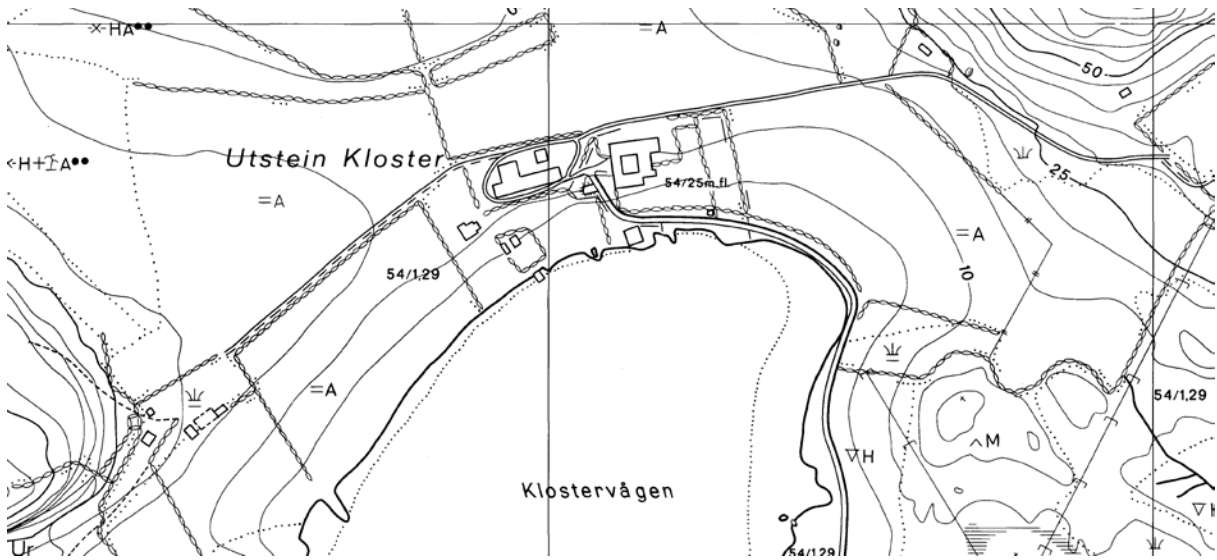 HA
=A
50
Utstein Kloster
H+ A
=A
54/25m.fl
25
=A
10
54/1,29
=A
54/1,29
M
H
Klostervågen
Ur
54/1,29